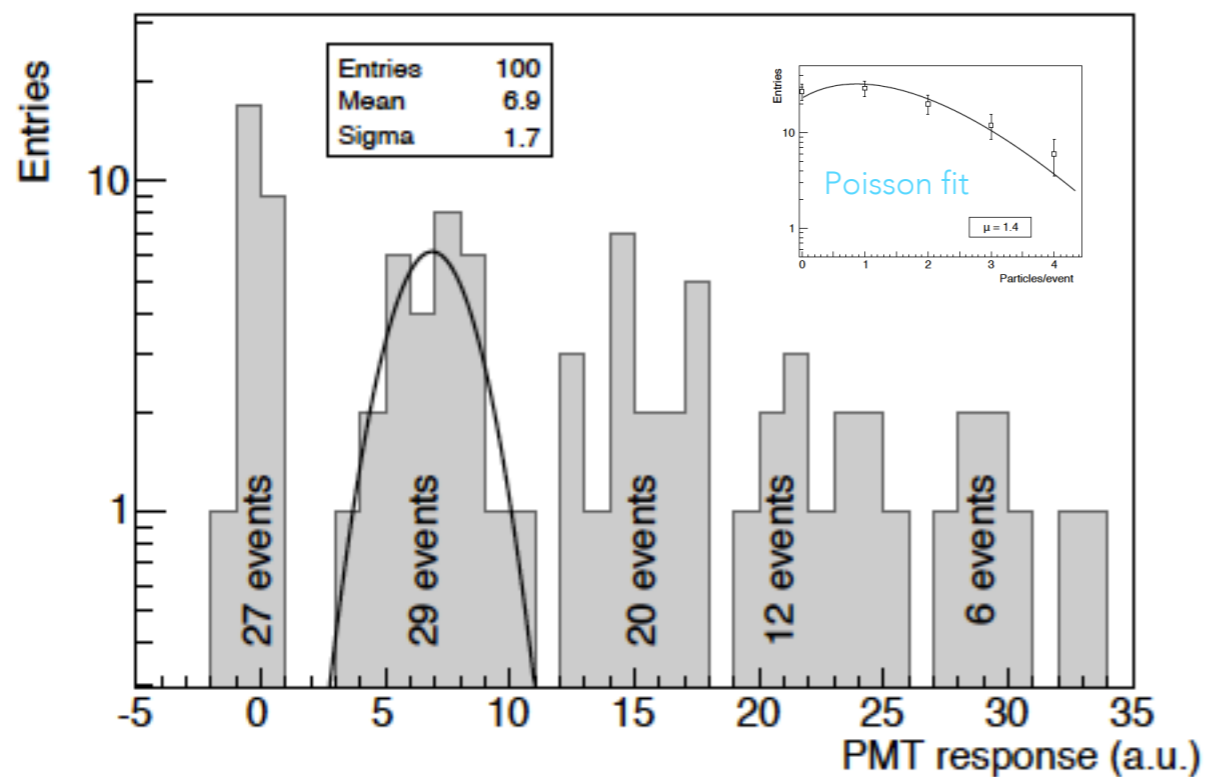 Entries
10
1
Entries 100
Mean 6.9
Sigma 1.7
Entries
10
1
Poisson fit
μ = 1.4
0 1 2 3 4
Particles/event
27 events
29 events
20 events
12 events
6 events
-5 0 5 10 15 20 25 30 35
PMT response (a.u.)